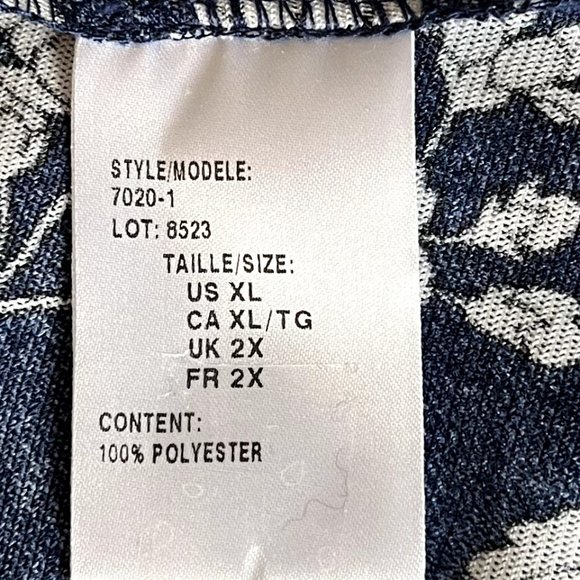 STYLE/MODELE:
7020-1
LOT: 8523
TAILLE/SIZE:
US XL
CA XL/TG
UK 2X
FR 2X
CONTENT:
100% POLYESTER